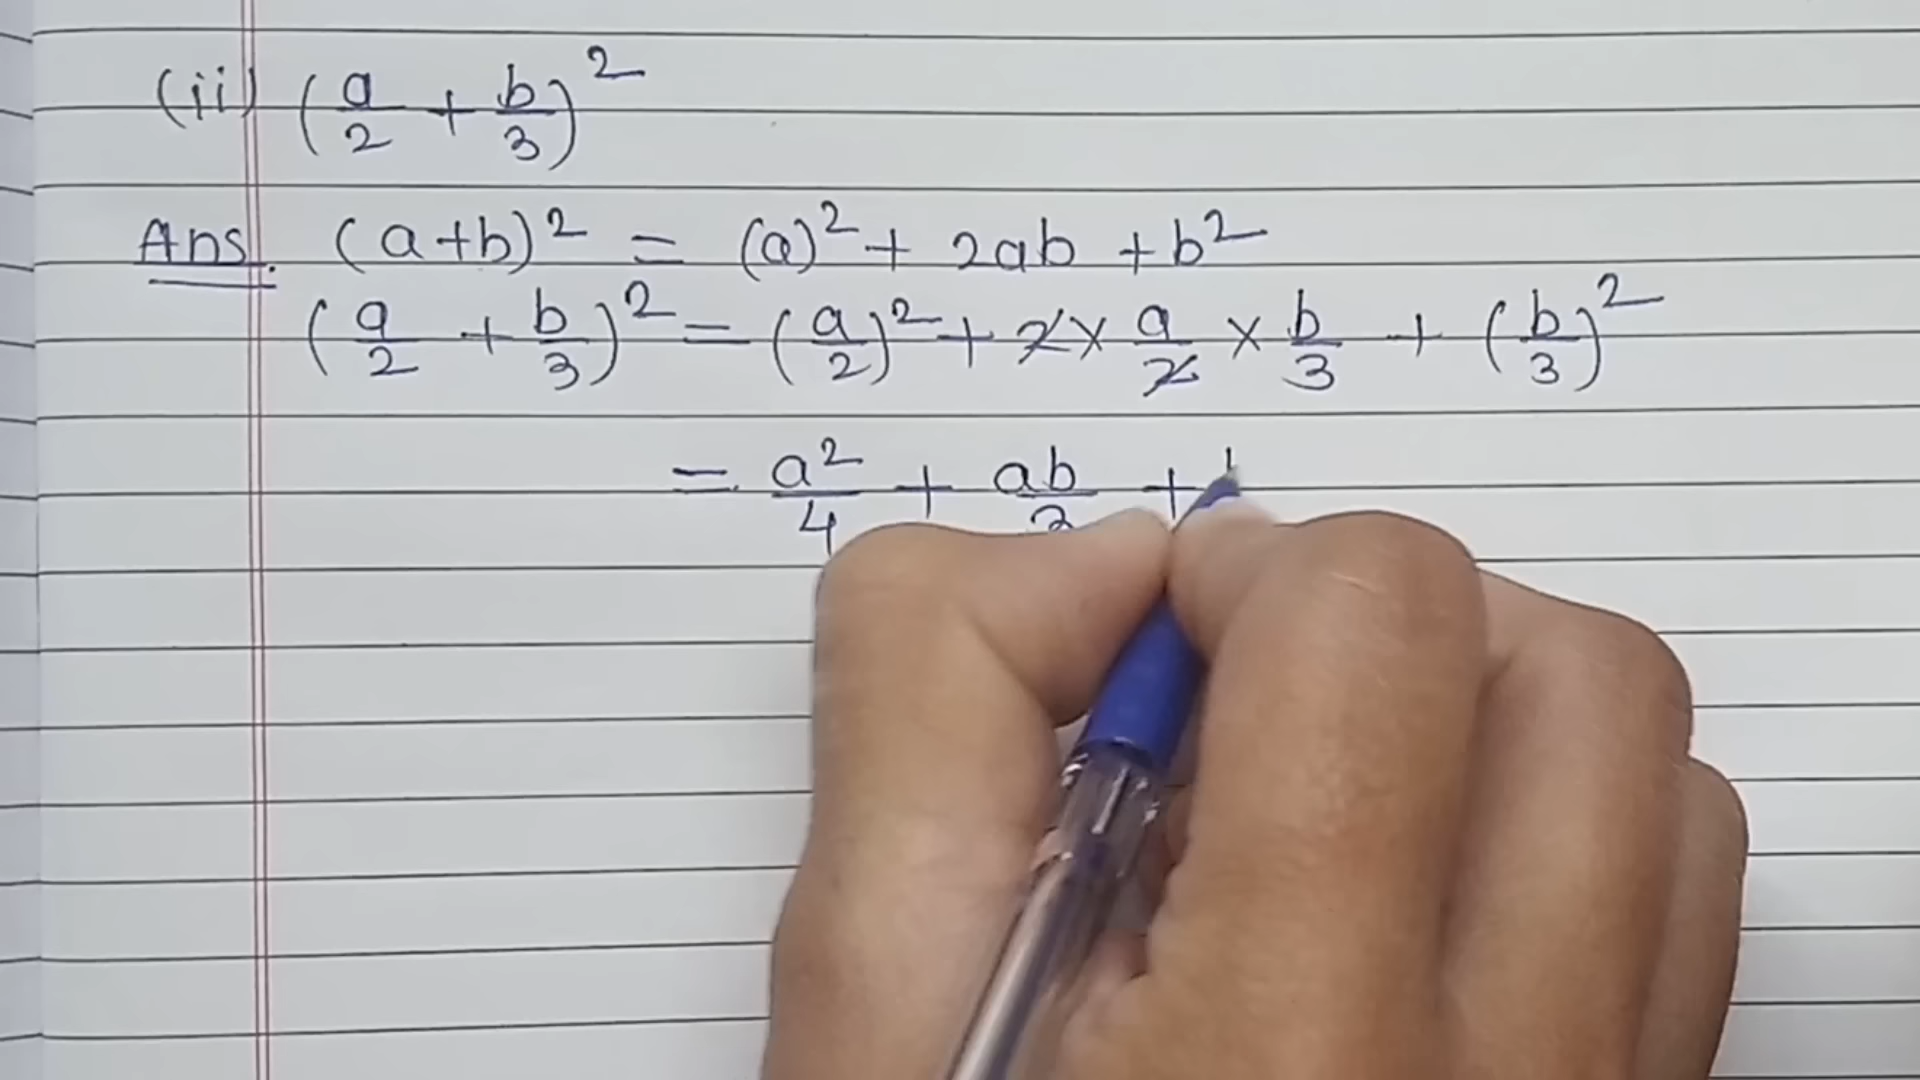 (ii) (a/2 + b/3)²
Ans. (a+b)² = (a)² + 2ab + b²
(a/2 + b/3)² = (a/2)² + 2 × a/2 × b/3 + (b/3)²
= a²/4 + ab/3 +